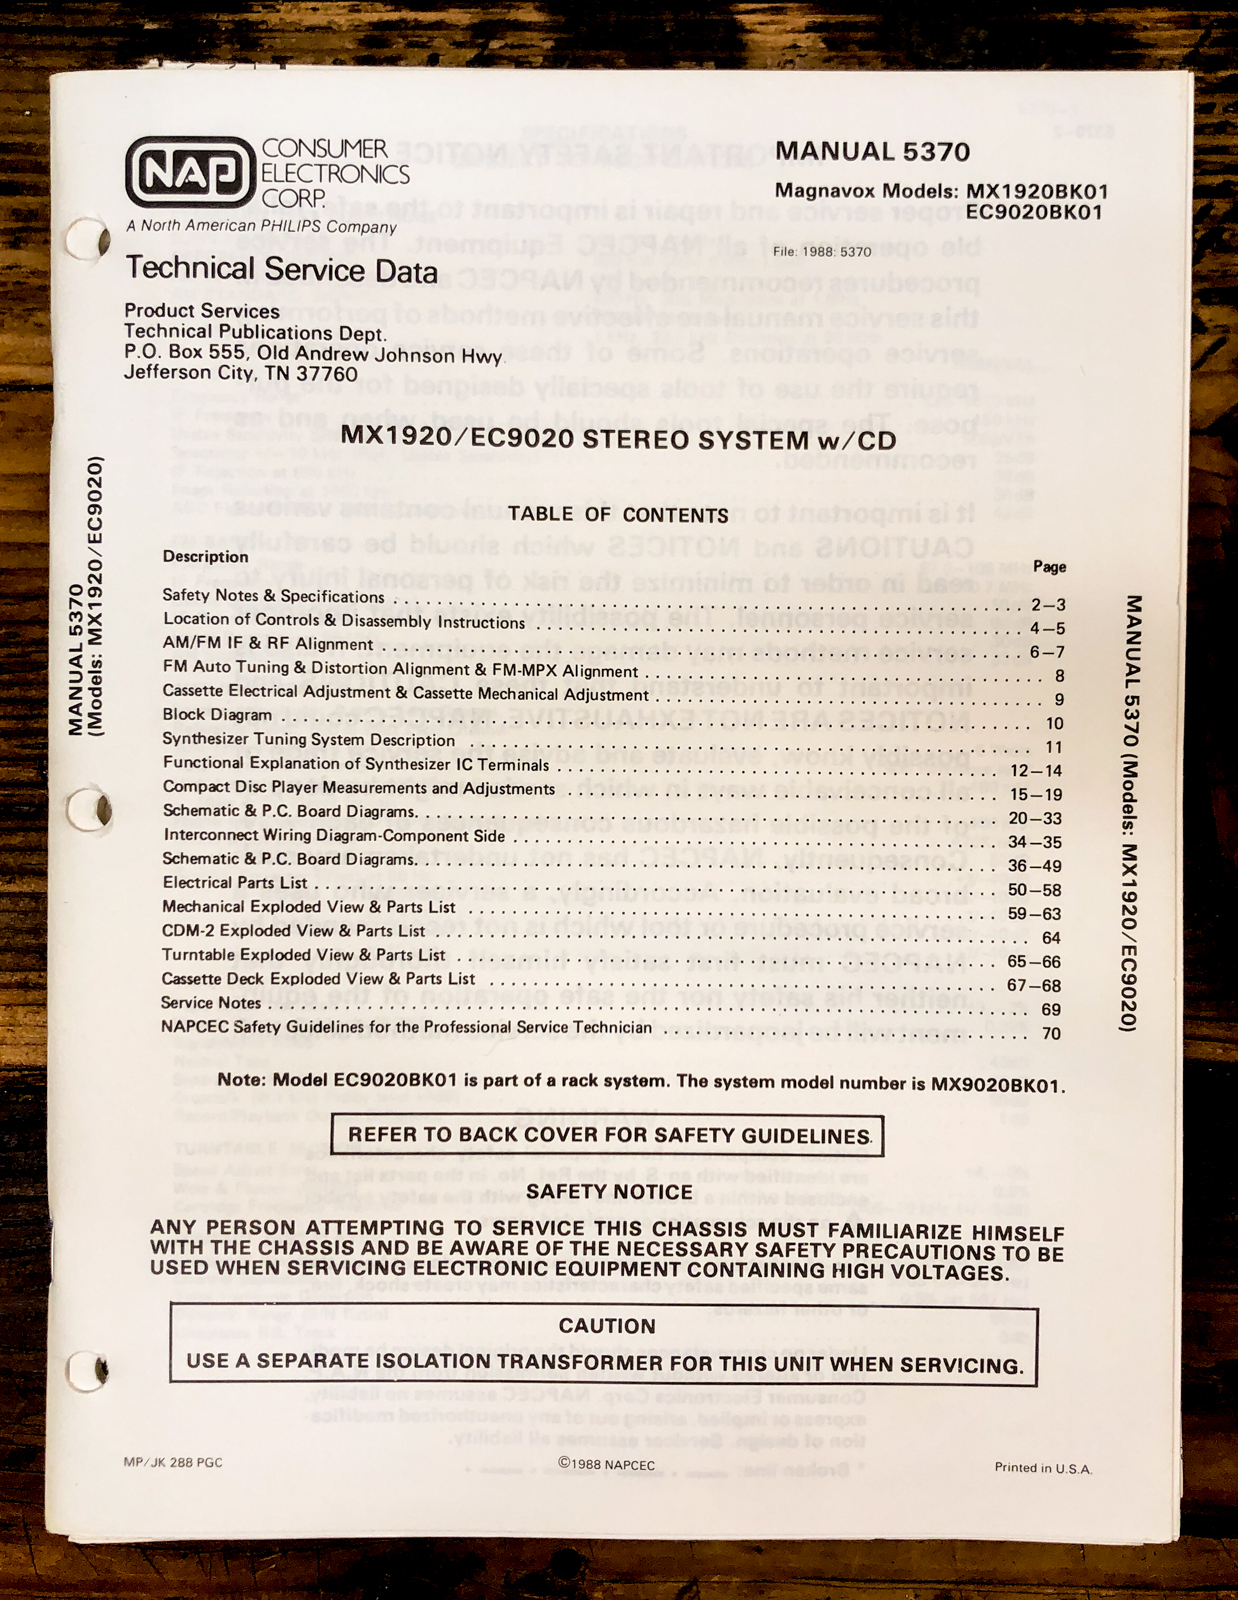 NAP CONSUMER
ELECTRONICS
CORP.
A North American PHILIPS Company
Technical Service Data
Product Services
Technical Publications Dept.
P.O. Box 555, Old Andrew Johnson Hwy.
Jefferson City, TN 37760
MANUAL 5370
Magnavox Models: MX1920BK01
EC9020BK01
File: 1988: 5370
MX1920/EC9020 STEREO SYSTEM w/CD
TABLE OF CONTENTS
Description Page
Safety Notes & Specifications 2–3
Location of Controls & Disassembly Instructions 4–5
AM/FM IF & RF Alignment 6–7
FM Auto Tuning & Distortion Alignment & FM-MPX Alignment 8
Cassette Electrical Adjustment & Cassette Mechanical Adjustment 9
Block Diagram 10
Synthesizer Tuning System Description 11
Functional Explanation of Synthesizer IC Terminals 12–14
Compact Disc Player Measurements and Adjustments 15–19
Schematic & P.C. Board Diagrams. 20–33
Interconnect Wiring Diagram-Component Side 34–35
Schematic & P.C. Board Diagrams. 36–49
Electrical Parts List 50–58
Mechanical Exploded View & Parts List 59–63
CDM-2 Exploded View & Parts List 64
Turntable Exploded View & Parts List 65–66
Cassette Deck Exploded View & Parts List 67–68
Service Notes 69
NAPCEC Safety Guidelines for the Professional Service Technician 70
Note: Model EC9020BK01 is part of a rack system. The system model number is MX9020BK01.
REFER TO BACK COVER FOR SAFETY GUIDELINES.
SAFETY NOTICE
ANY PERSON ATTEMPTING TO SERVICE THIS CHASSIS MUST FAMILIARIZE HIMSELF
WITH THE CHASSIS AND BE AWARE OF THE NECESSARY SAFETY PRECAUTIONS TO BE
USED WHEN SERVICING ELECTRONIC EQUIPMENT CONTAINING HIGH VOLTAGES.
CAUTION
USE A SEPARATE ISOLATION TRANSFORMER FOR THIS UNIT WHEN SERVICING.
MP/JK 288 PGC
©1988 NAPCEC
Printed in U.S.A.
MANUAL 5370
(Models: MX1920/EC9020)
MANUAL 5370 (Models: MX1920/EC9020)